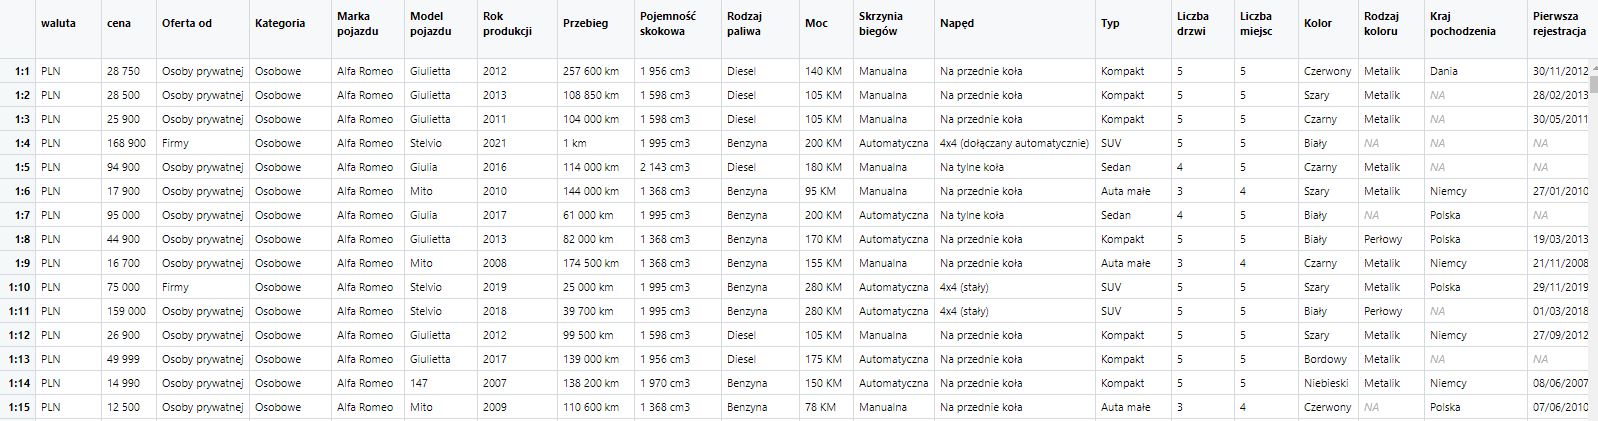 waluta cena Oferta od Kategoria Marka pojazdu Model pojazdu Rok produkcji Przebieg Pojemność skokowa Rodzaj paliwa Moc Skrzynia biegów Napęd Typ Liczba drzwi Liczba miejsc Kolor Rodzaj koloru Kraj pochodzenia Pierwsza rejestracja
1:1 PLN 28 750 Osoby prywatnej Osobowe Alfa Romeo Giulietta 2012 257 600 km 1 956 cm3 Diesel 140 KM Manualna Na przednie koła Kompakt 5 5 Czerwony Metalik Dania 30/11/2012
1:2 PLN 28 500 Osoby prywatnej Osobowe Alfa Romeo Giulietta 2013 108 850 km 1 598 cm3 Diesel 105 KM Manualna Na przednie koła Kompakt 5 5 Szary Metalik NA 28/02/2013
1:3 PLN 25 900 Osoby prywatnej Osobowe Alfa Romeo Giulietta 2011 104 000 km 1 598 cm3 Diesel 105 KM Manualna Na przednie koła Kompakt 5 5 Czarny Metalik NA 30/05/2011
1:4 PLN 168 900 Firmy Osobowe Alfa Romeo Stelvio 2021 1 km 1 995 cm3 Benzyna 200 KM Automatyczna 4x4 (dołączany automatycznie) SUV 5 5 Biały NA NA NA
1:5 PLN 94 900 Osoby prywatnej Osobowe Alfa Romeo Giulia 2016 114 000 km 2 143 cm3 Diesel 180 KM Manualna Na tylne koła Sedan 4 5 Czarny Metalik NA NA
1:6 PLN 17 900 Osoby prywatnej Osobowe Alfa Romeo Mito 2010 144 000 km 1 368 cm3 Benzyna 95 KM Manualna Na przednie koła Auta małe 3 4 Szary Metalik Niemcy 27/01/2010
1:7 PLN 95 000 Osoby prywatnej Osobowe Alfa Romeo Giulia 2017 61 000 km 1 995 cm3 Benzyna 200 KM Automatyczna Na tylne koła Sedan 4 5 Biały NA Polska NA
1:8 PLN 44 900 Osoby prywatnej Osobowe Alfa Romeo Giulietta 2013 82 000 km 1 368 cm3 Benzyna 170 KM Automatyczna Na przednie koła Kompakt 5 5 Biały Perłowy Polska 19/03/2013
1:9 PLN 16 700 Osoby prywatnej Osobowe Alfa Romeo Mito 2008 174 500 km 1 368 cm3 Benzyna 155 KM Manualna Na przednie koła Auta małe 3 4 Czarny Metalik Niemcy 21/11/2008
1:10 PLN 75 000 Firmy Osobowe Alfa Romeo Stelvio 2019 25 000 km 1 995 cm3 Benzyna 280 KM Automatyczna 4x4 (stały) SUV 5 5 Szary Metalik Polska 29/11/2019
1:11 PLN 159 000 Osoby prywatnej Osobowe Alfa Romeo Stelvio 2018 39 700 km 1 995 cm3 Benzyna 280 KM Automatyczna 4x4 (stały) SUV 5 5 Biały Perłowy NA 01/03/2018
1:12 PLN 26 900 Osoby prywatnej Osobowe Alfa Romeo Giulietta 2012 99 500 km 1 598 cm3 Diesel 105 KM Manualna Na przednie koła Kompakt 5 5 Szary Metalik Niemcy 27/09/2012
1:13 PLN 49 999 Osoby prywatnej Osobowe Alfa Romeo Giulietta 2017 139 000 km 1 956 cm3 Diesel 175 KM Automatyczna Na przednie koła Kompakt 5 5 Bordowy Metalik NA NA
1:14 PLN 14 990 Osoby prywatnej Osobowe Alfa Romeo 147 2007 138 200 km 1 970 cm3 Benzyna 150 KM Automatyczna Na przednie koła Kompakt 5 5 Niebieski Metalik Niemcy 08/06/2007
1:15 PLN 12 500 Osoby prywatnej Osobowe Alfa Romeo Mito 2009 110 600 km 1 368 cm3 Benzyna 78 KM Manualna Na przednie koła Auta małe 3 4 Czerwony NA Polska 07/06/2010